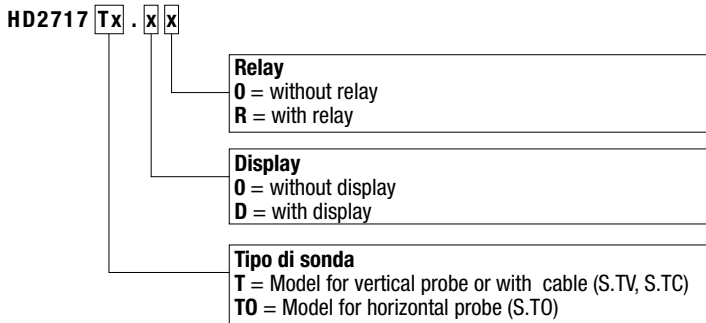 HD2717 Tx . x x
Relay
0 = without relay
R = with relay
Display
0 = without display
D = with display
Tipo di sonda
T = Model for vertical probe or with cable (S.TV, S.TC)
TO = Model for horizontal probe (S.TO)